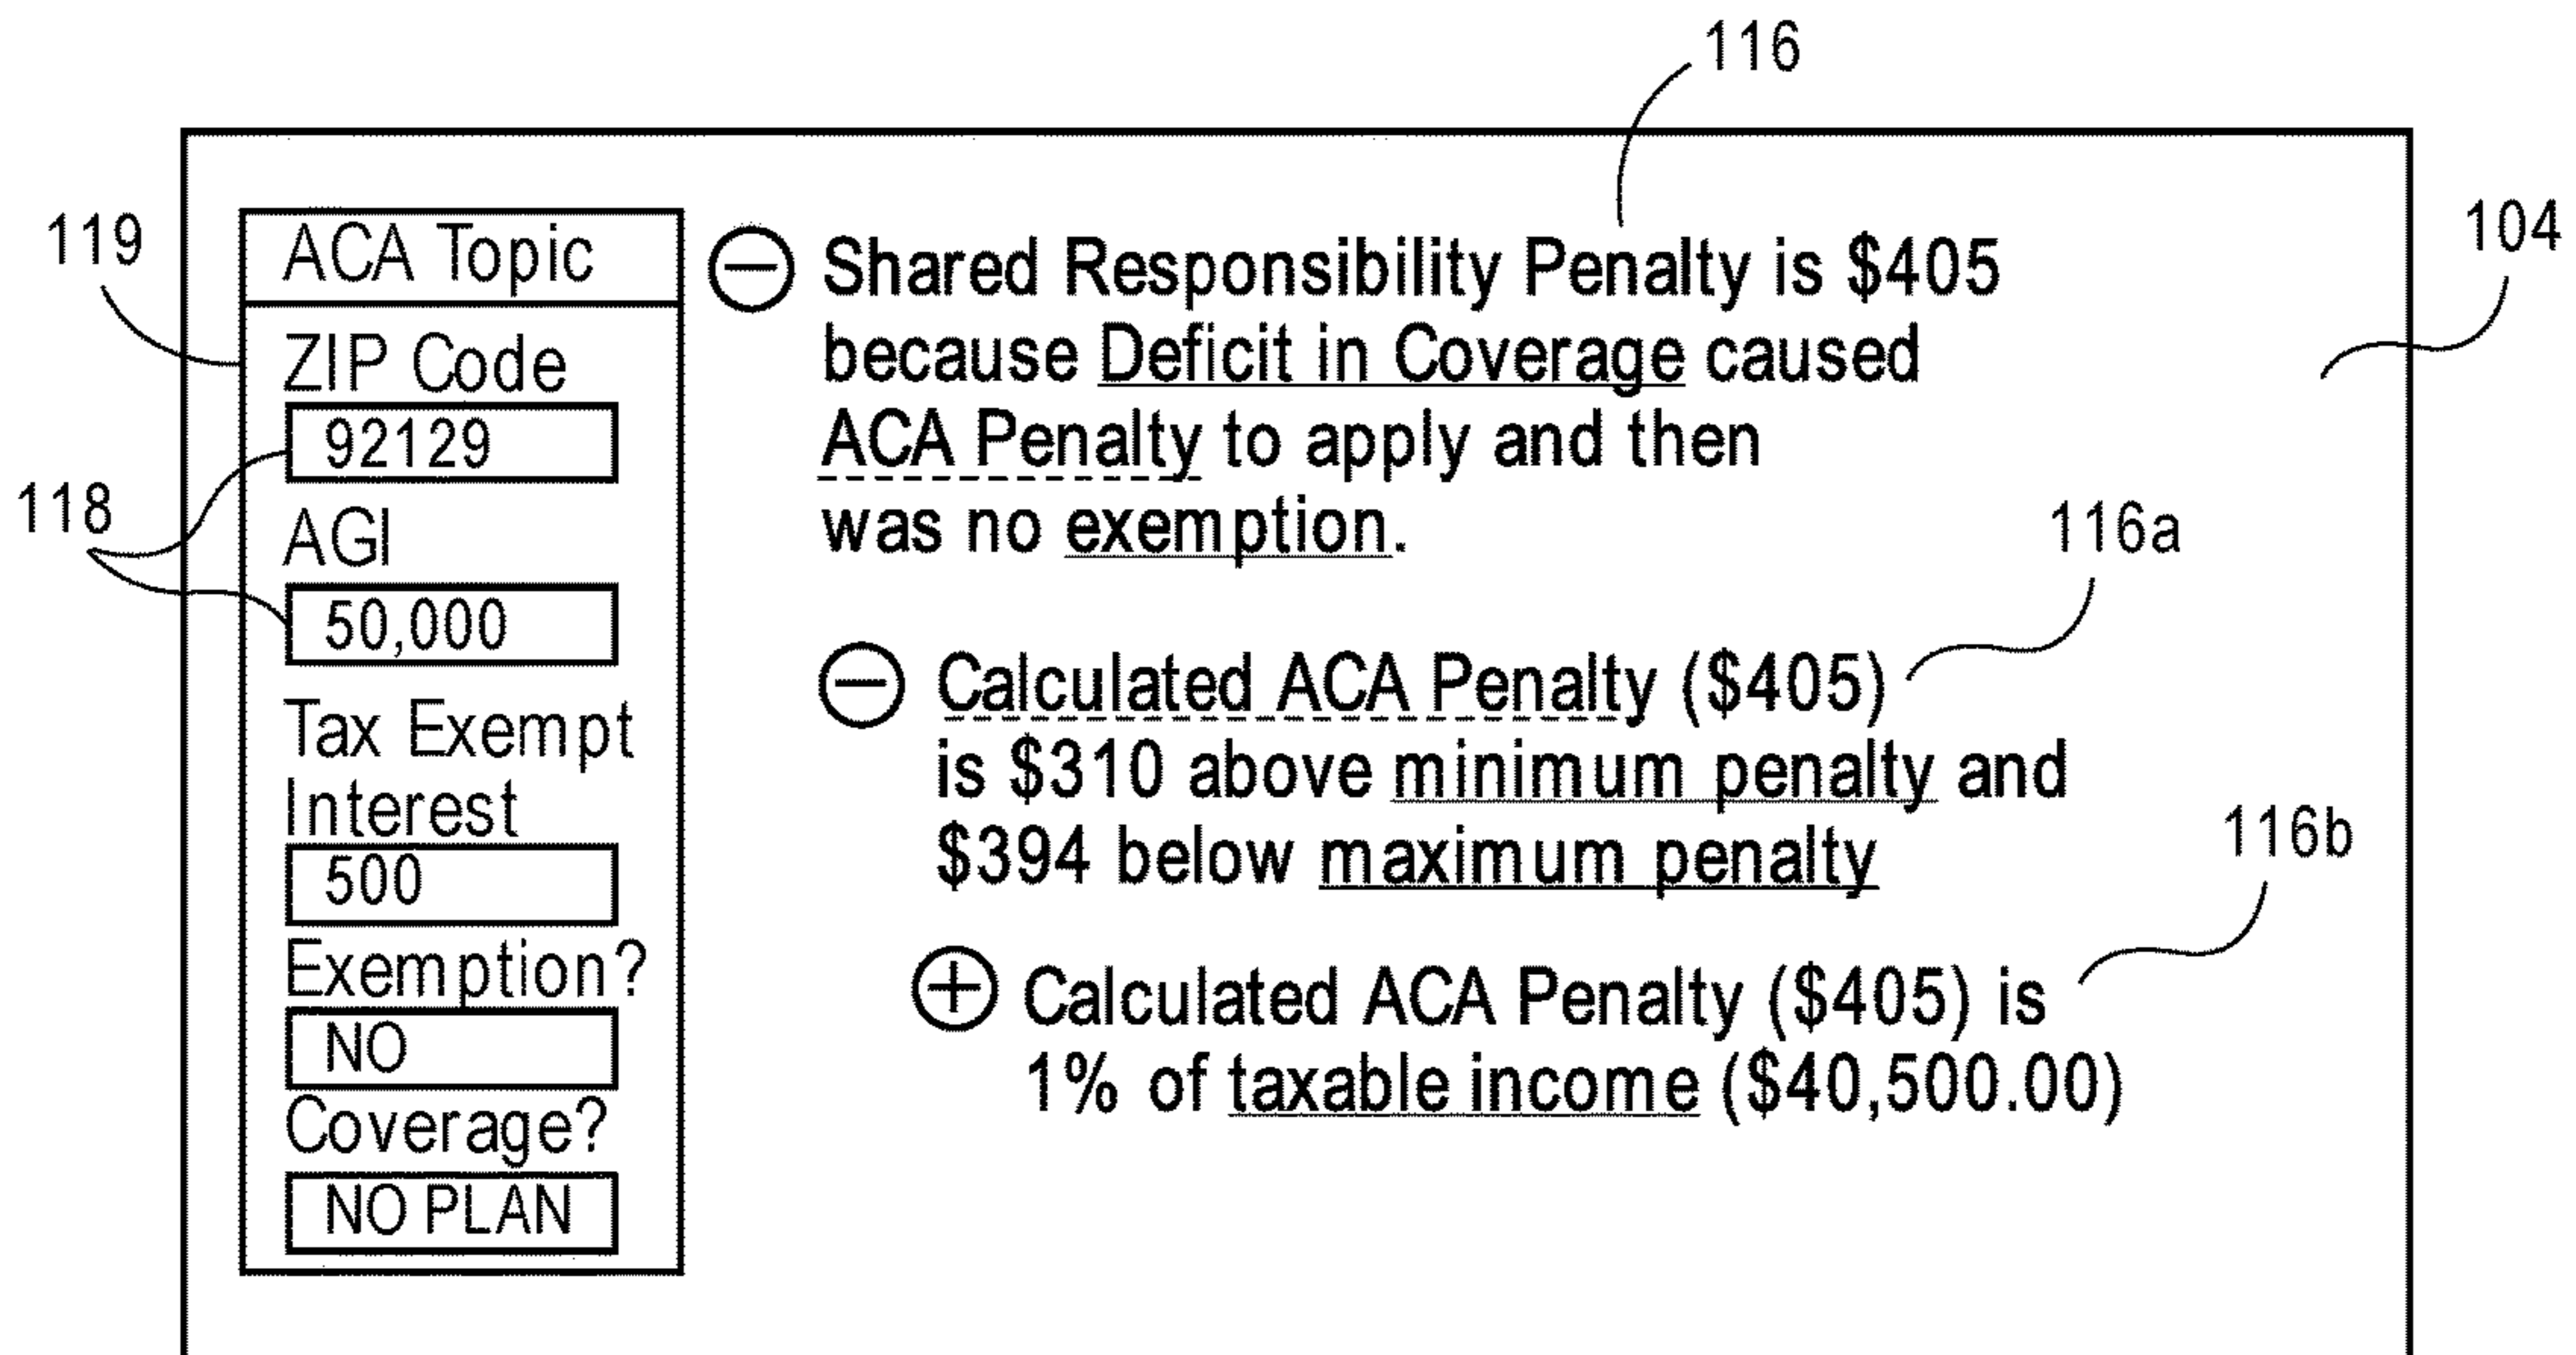 116
119
104
118
116a
116b
ACA Topic
ZIP Code
92129
AGI
50,000
Tax Exempt
Interest
500
Exemption?
NO
Coverage?
NO PLAN
Shared Responsibility Penalty is $405
because Deficit in Coverage caused
ACA Penalty to apply and then
was no exemption.
Calculated ACA Penalty ($405)
is $310 above minimum penalty and
$394 below maximum penalty
Calculated ACA Penalty ($405) is
1% of taxable income ($40,500.00)